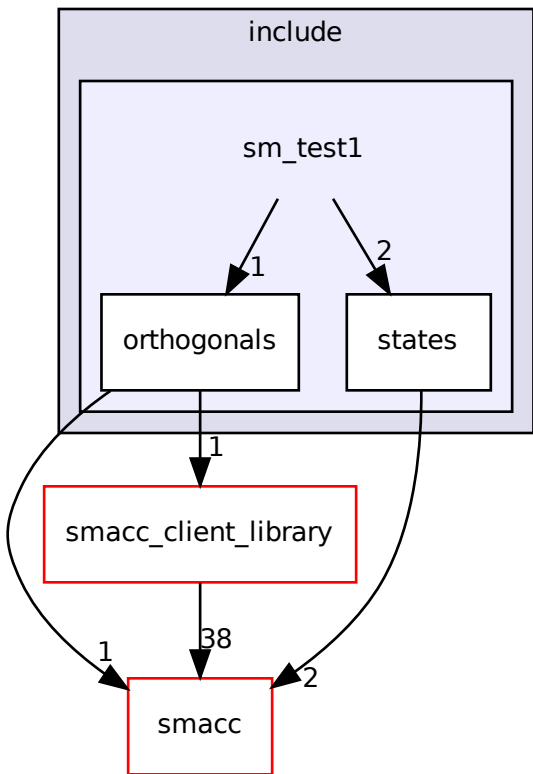 include
sm_test1
1
2
orthogonals
states
1
smacc_client_library
38
1
2
smacc